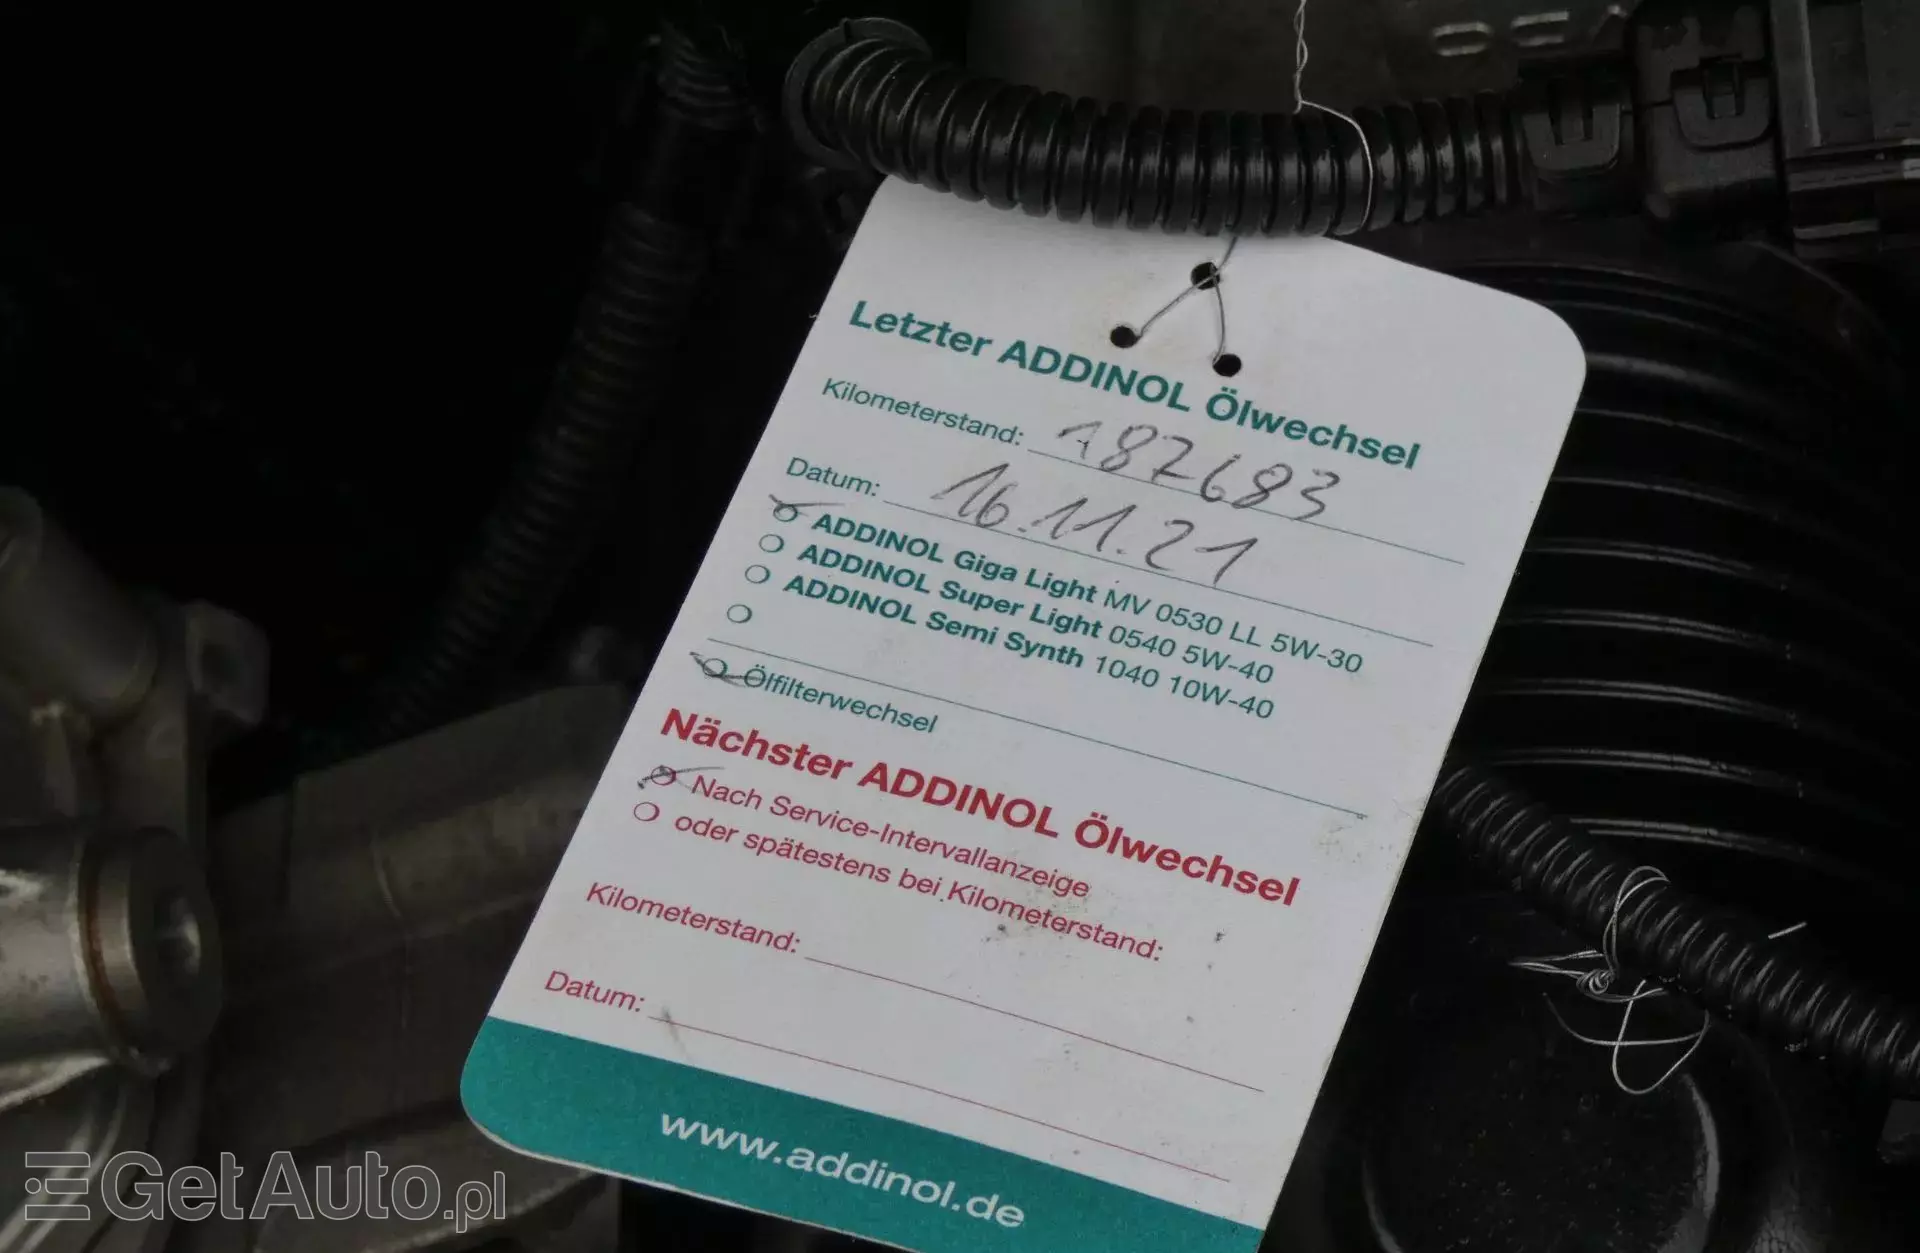 Letzter ADDINOL Ölwechsel
Kilometerstand: 187683
Datum: 16.11.21
ADDINOL Giga Light MV 0530 LL 5W-30
ADDINOL Super Light 0540 5W-40
ADDINOL Semi Synth 1040 10W-40
Ölfilterwechsel
Nächster ADDINOL Ölwechsel
Nach Service-Intervallanzeige
oder spätestens bei Kilometerstand:
Kilometerstand:
Datum:
www.addinol.de
GetAuto.pl